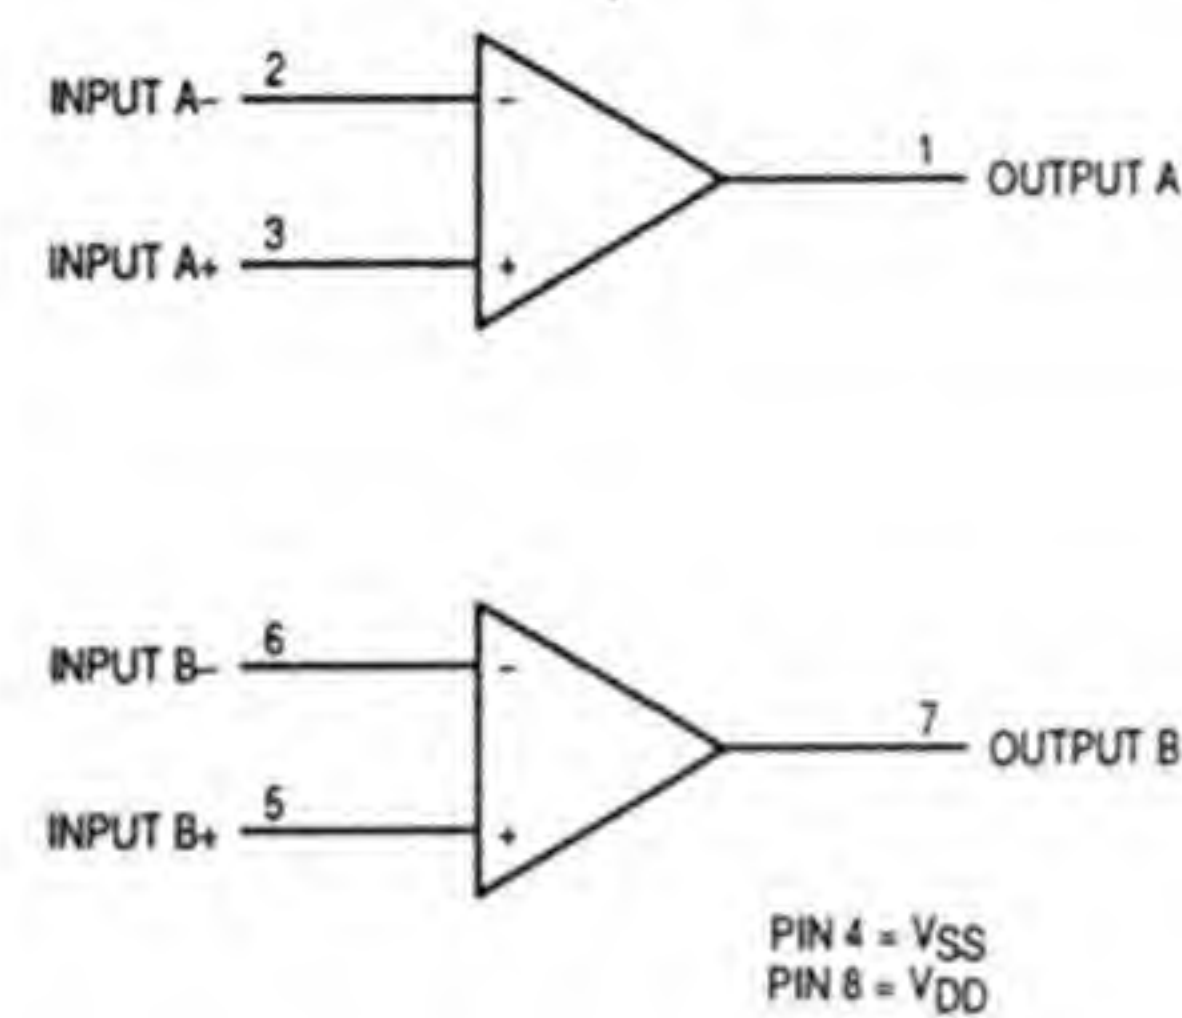 2
INPUT A–
–
1
OUTPUT A
3
INPUT A+
+
6
INPUT B–
–
7
OUTPUT B
5
INPUT B+
+
PIN 4 = VSS
PIN 8 = VDD